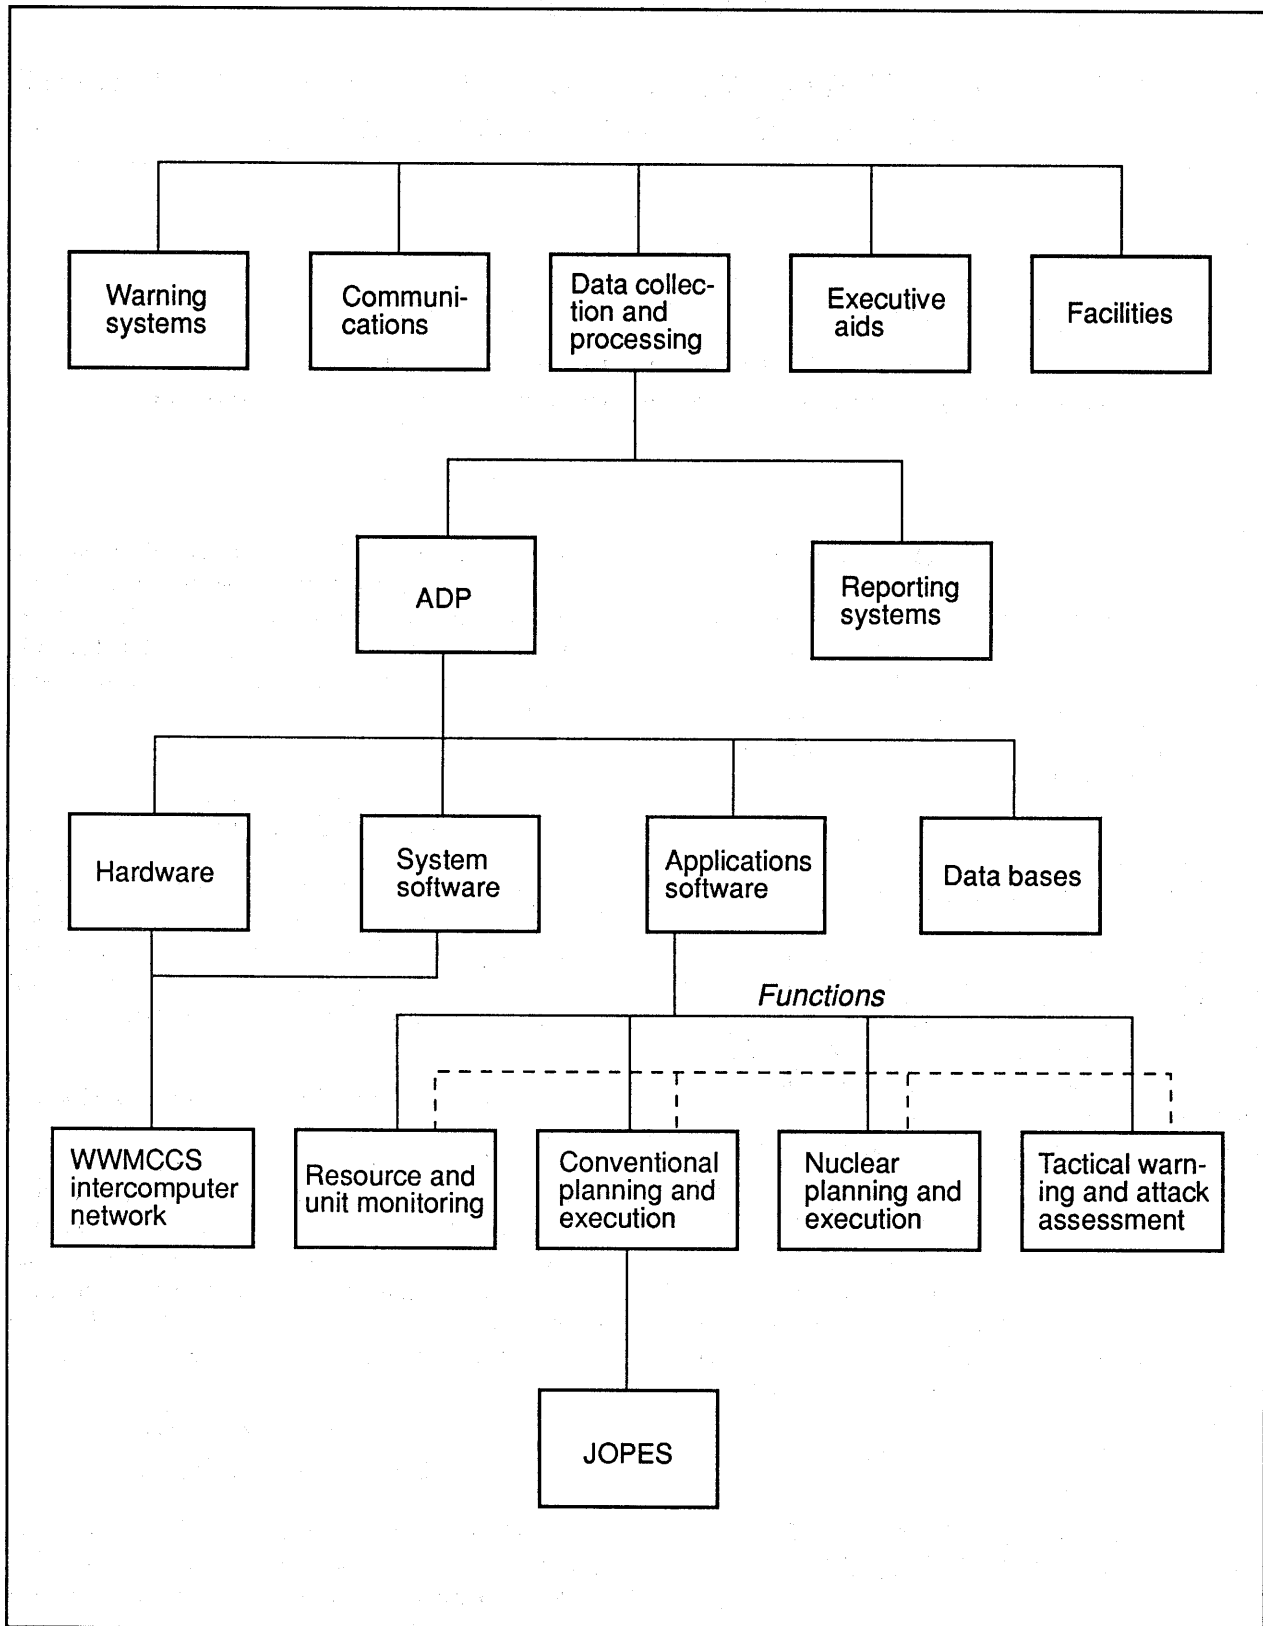 Warning
systems
Communi-
cations
Data collec-
tion and
processing
Executive
aids
Facilities
ADP
Reporting
systems
Hardware
System
software
Applications
software
Data bases
Functions
WWMCCS
intercomputer
network
Resource and
unit monitoring
Conventional
planning and
execution
Nuclear
planning and
execution
Tactical warn-
ing and attack
assessment
JOPES